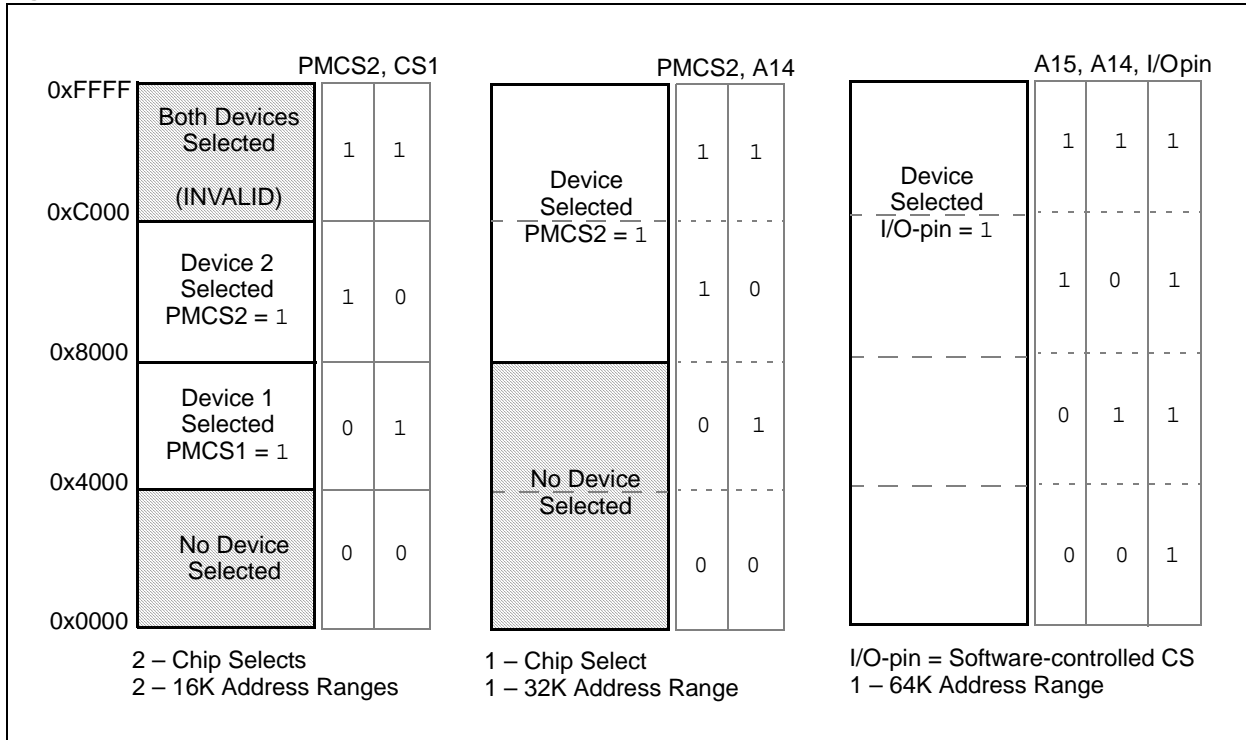 PMCS2, CS1
0xFFFF
Both Devices
Selected
(INVALID)
1 1
0xC000
Device 2
Selected
PMCS2 = 1
1 0
0x8000
Device 1
Selected
PMCS1 = 1
0 1
0x4000
No Device
Selected
0 0
0x0000
2 – Chip Selects
2 – 16K Address Ranges
PMCS2, A14
Device
Selected
PMCS2 = 1
1 1
1 0
No Device
Selected
0 1
0 0
1 – Chip Select
1 – 32K Address Range
A15, A14, I/Opin
Device
Selected
I/O-pin = 1
1 1 1
1 0 1
0 1 1
0 0 1
I/O-pin = Software-controlled CS
1 – 64K Address Range